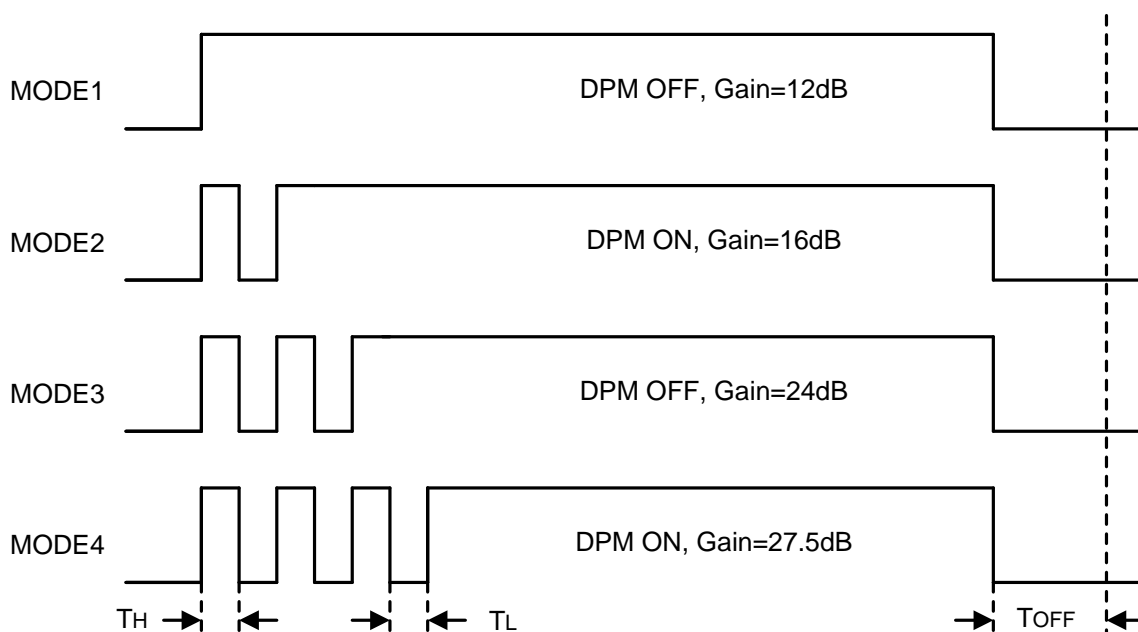 MODE1
DPM OFF, Gain=12dB
MODE2
DPM ON, Gain=16dB
MODE3
DPM OFF, Gain=24dB
MODE4
DPM ON, Gain=27.5dB
TH
TL
TOFF